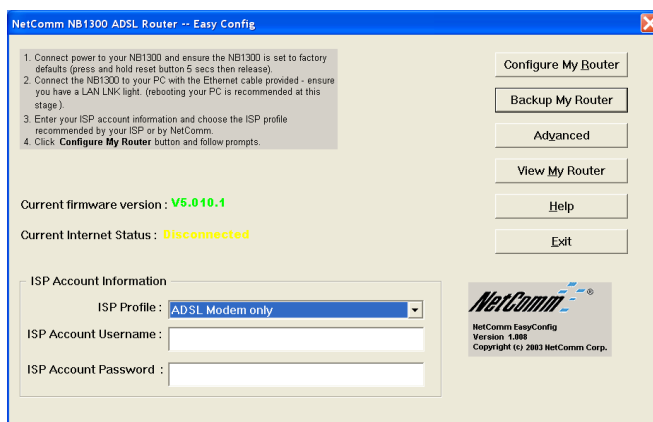 NetComm NB1300 ADSL Router -- Easy Config
1. Connect power to your NB1300 and ensure the NB1300 is set to factory
defaults (press and hold reset button 5 secs then release).
2. Connect the NB1300 to your PC with the Ethernet cable provided - ensure
you have a LAN LNK light. (rebooting your PC is recommended at this
stage ).
3. Enter your ISP account information and choose the ISP profile
recommended by your ISP or by NetComm.
4. Click Configure My Router button and follow prompts.
Configure My Router
Backup My Router
Advanced
View My Router
Help
Exit
Current firmware version : V5.010.1
Current Internet Status : Disconnected
ISP Account Information
ISP Profile : ADSL Modem only
ISP Account Username :
ISP Account Password :
NetComm ®
NetComm EasyConfig
Version 1.008
Copyright (c) 2003 NetComm Corp.